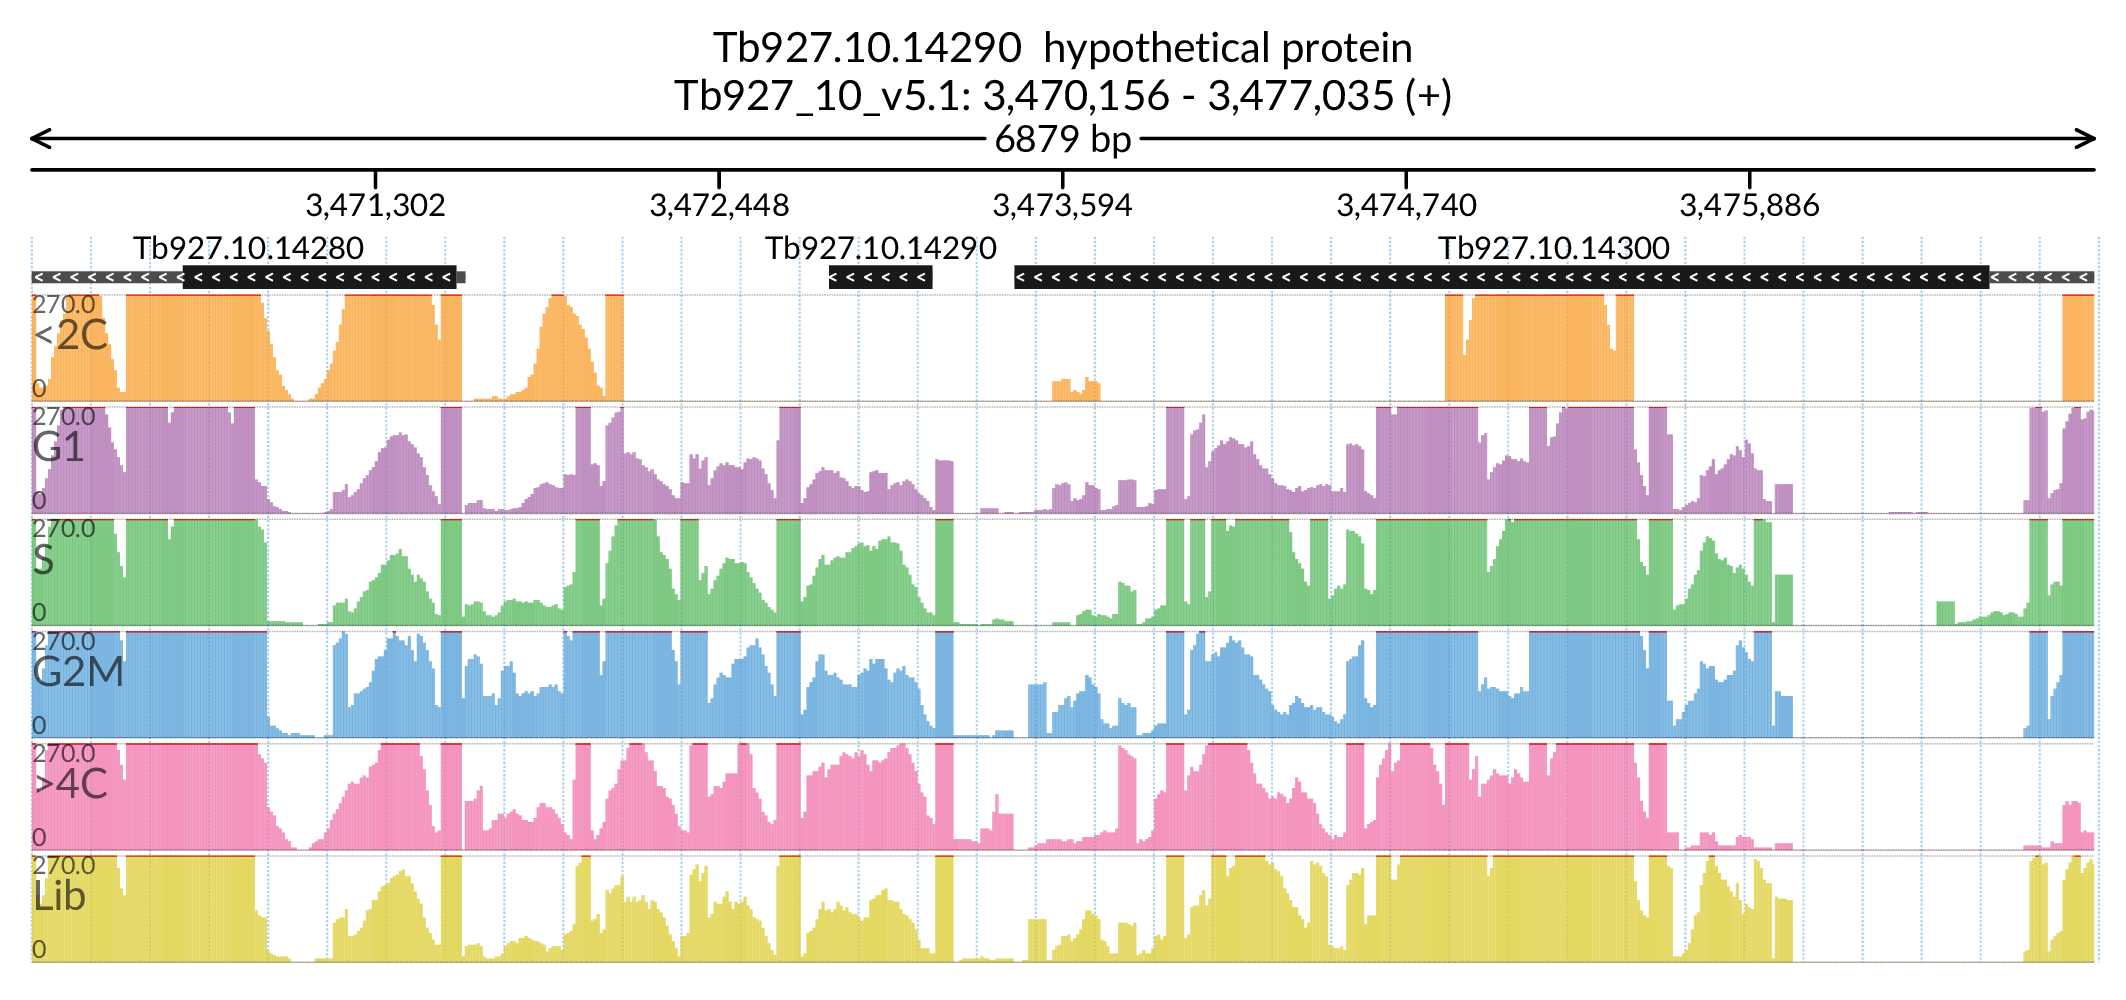 Tb927.10.14290 hypothetical protein
Tb927_10_v5.1: 3,470,156 - 3,477,035 (+)
6879 bp
3,471,302 3,472,448 3,473,594 3,474,740 3,475,886
Tb927.10.14280 Tb927.10.14290 Tb927.10.14300
270.0
<2C
0
270.0
G1
0
270.0
S
0
270.0
G2M
0
270.0
>4C
0
270.0
Lib
0